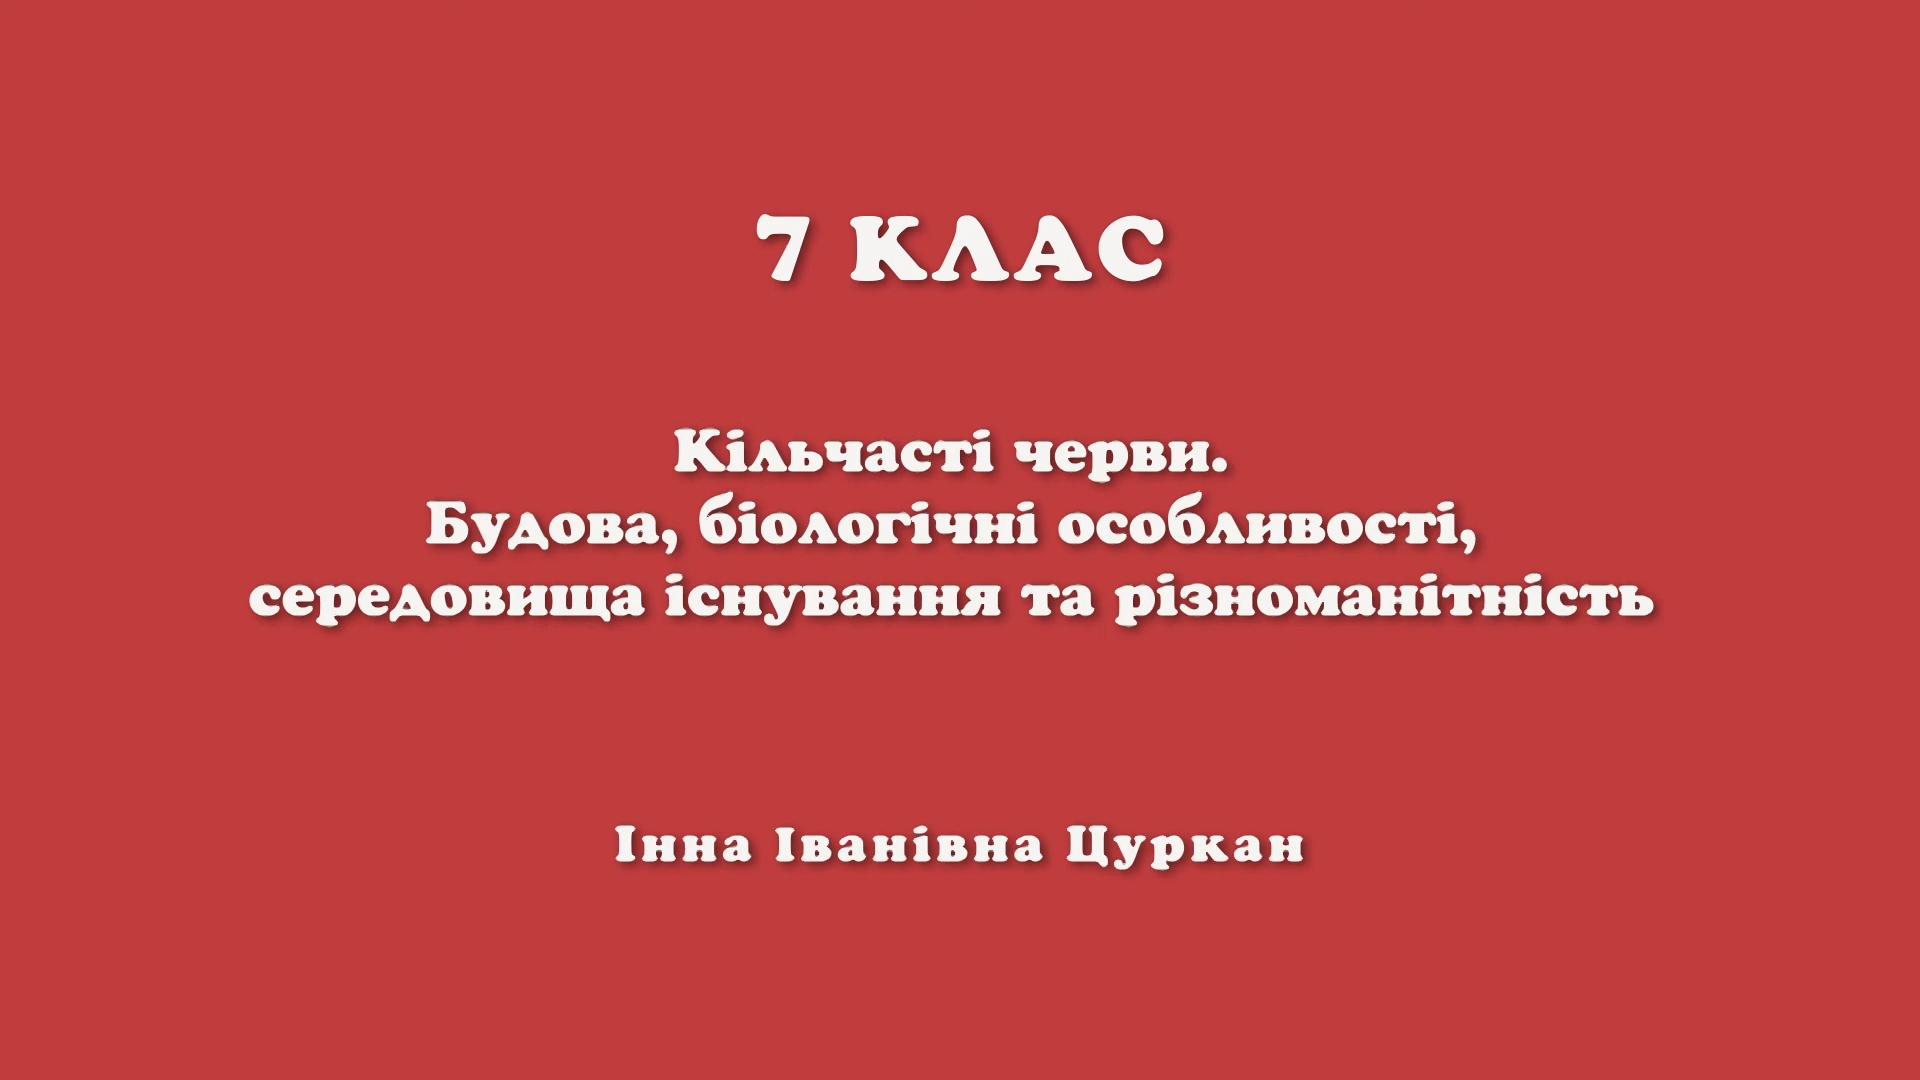 7 КЛАС
Кільчасті черви.
Будова, біологічні особливості,
середовища існування та різноманітність
Інна Іванівна Цуркан